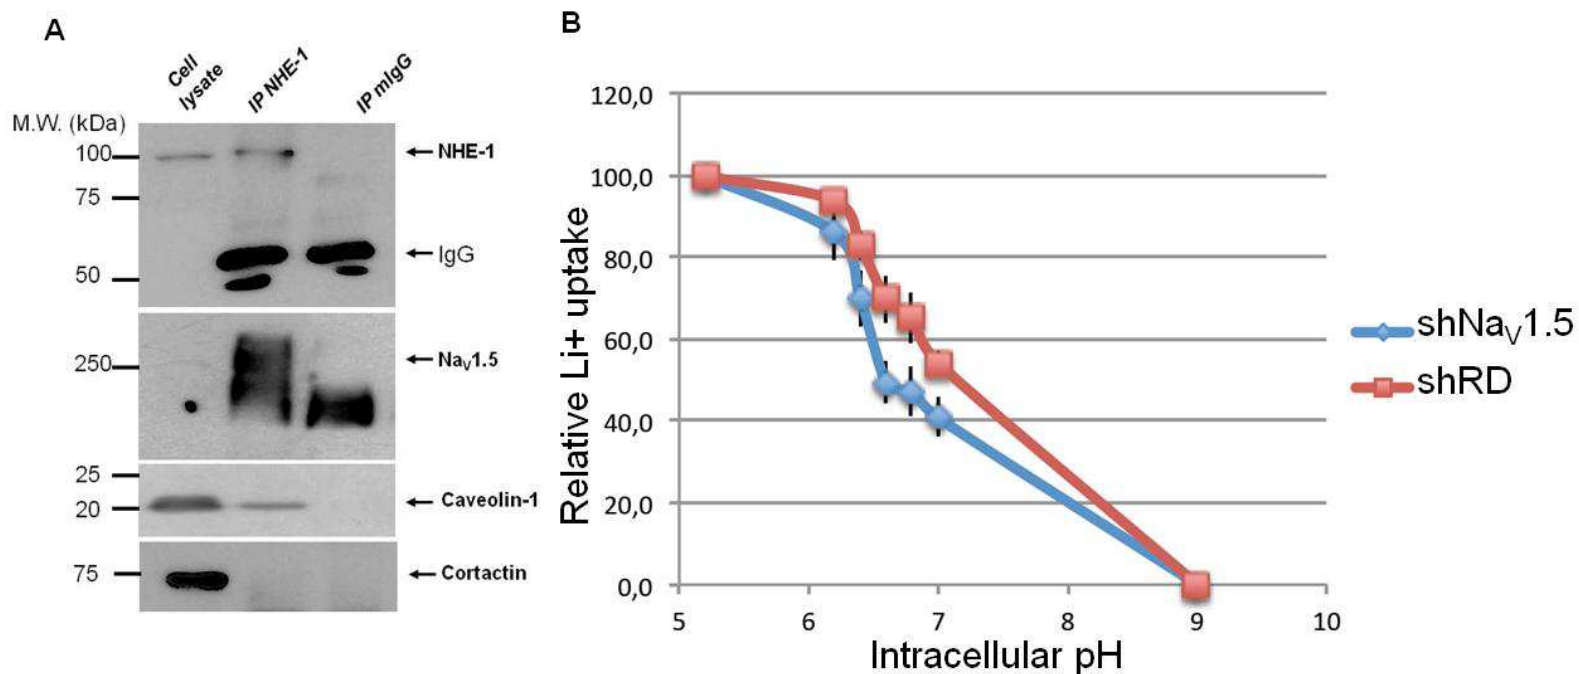 A
Cell
lysate
IP NHE-1
IP mIgG
M.W. (kDa)
100
NHE-1
75
IgG
50
250
NaV1.5
25
20
Caveolin-1
75
Cortactin
B
120,0
100,0
80,0
60,0
40,0
20,0
0,0
5 6 7 8 9 10
Relative Li+ uptake
Intracellular pH
shNaV1.5
shRD